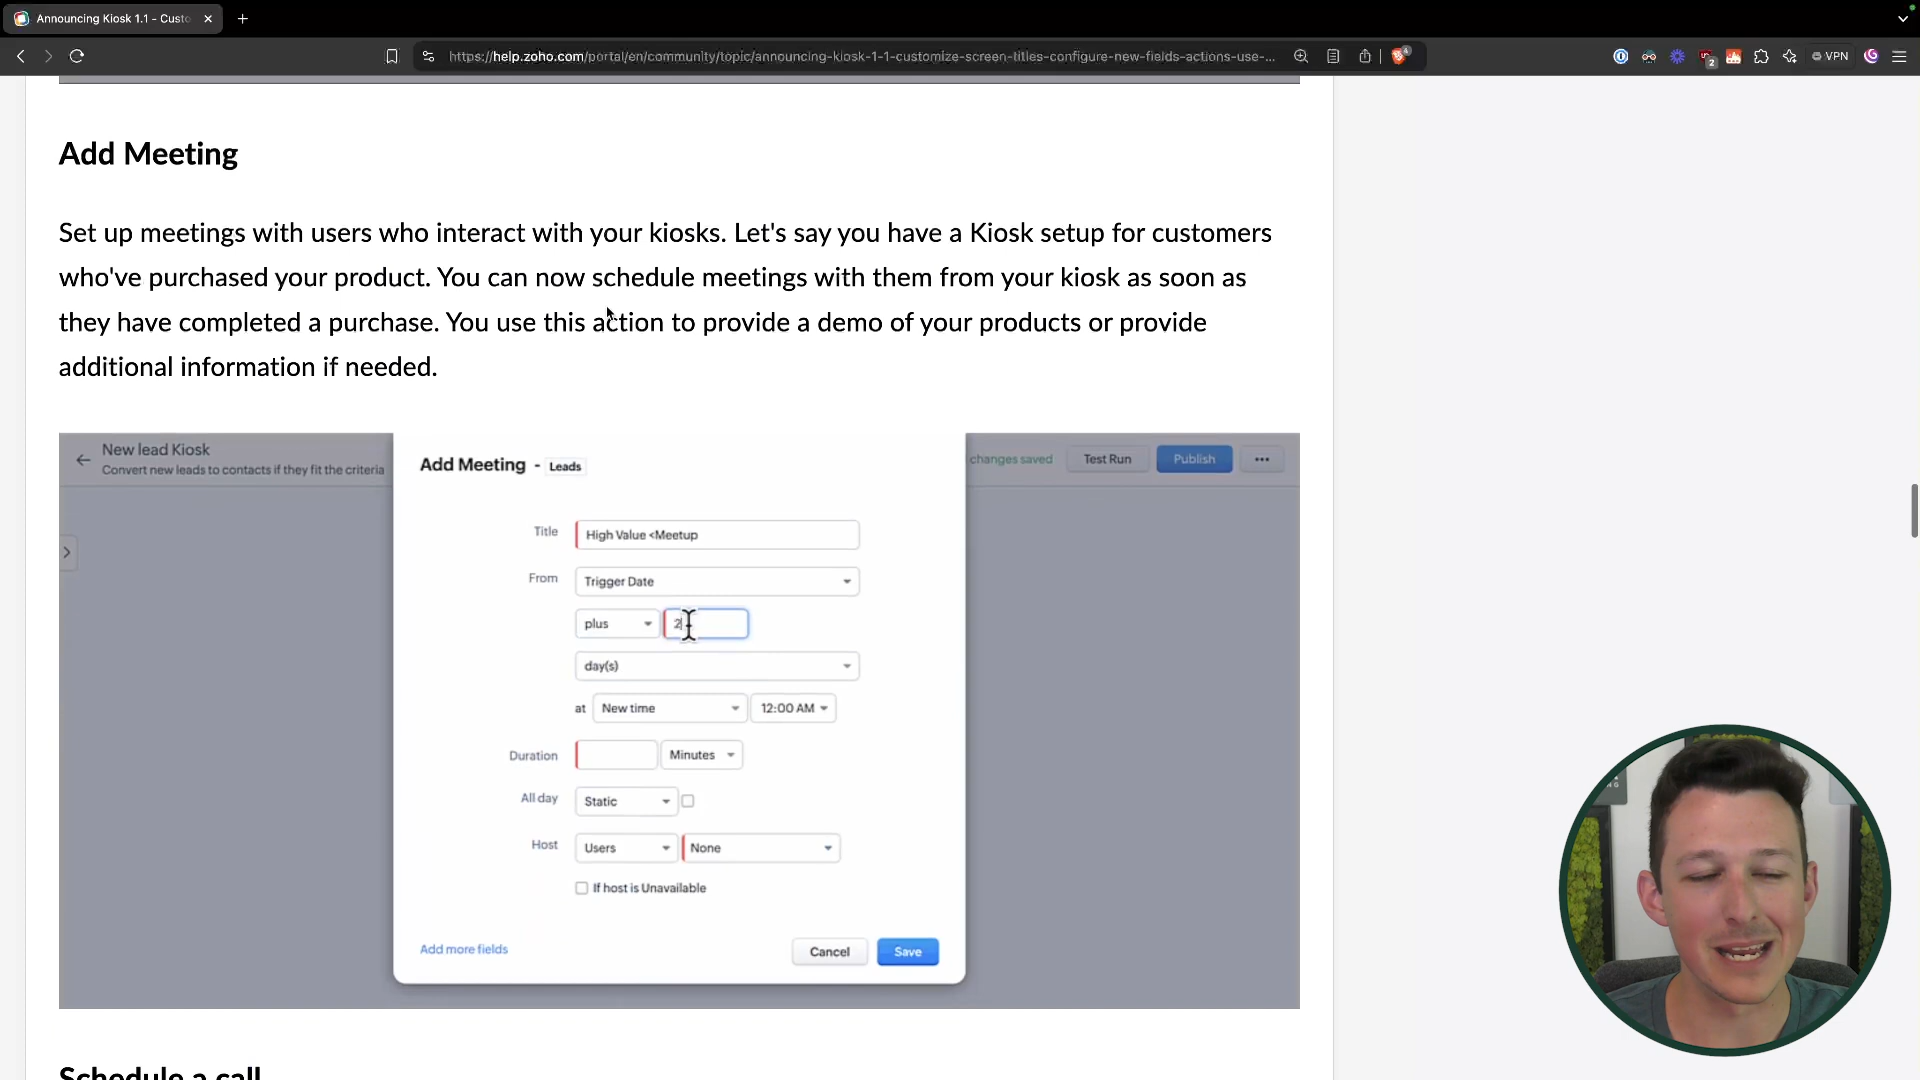 Announcing Kiosk 1.1 - Custo
https://help.zoho.com/portal/en/community/topic/announcing-kiosk-1-1-customize-screen-titles-configure-new-fields-actions-use-...
4
2
VPN
Add Meeting
Set up meetings with users who interact with your kiosks. Let's say you have a Kiosk setup for customers
who've purchased your product. You can now schedule meetings with them from your kiosk as soon as
they have completed a purchase. You use this action to provide a demo of your products or provide
additional information if needed.
New lead Kiosk
Convert new leads to contacts if they fit the criteria
changes saved
Test Run
Publish
Add Meeting - Leads
Title
High Value <Meetup
From
Trigger Date
plus
2
day(s)
at
New time
12:00 AM
Duration
Minutes
All day
Static
Host
Users
None
If host is Unavailable
Add more fields
Cancel
Save
Schedule a call